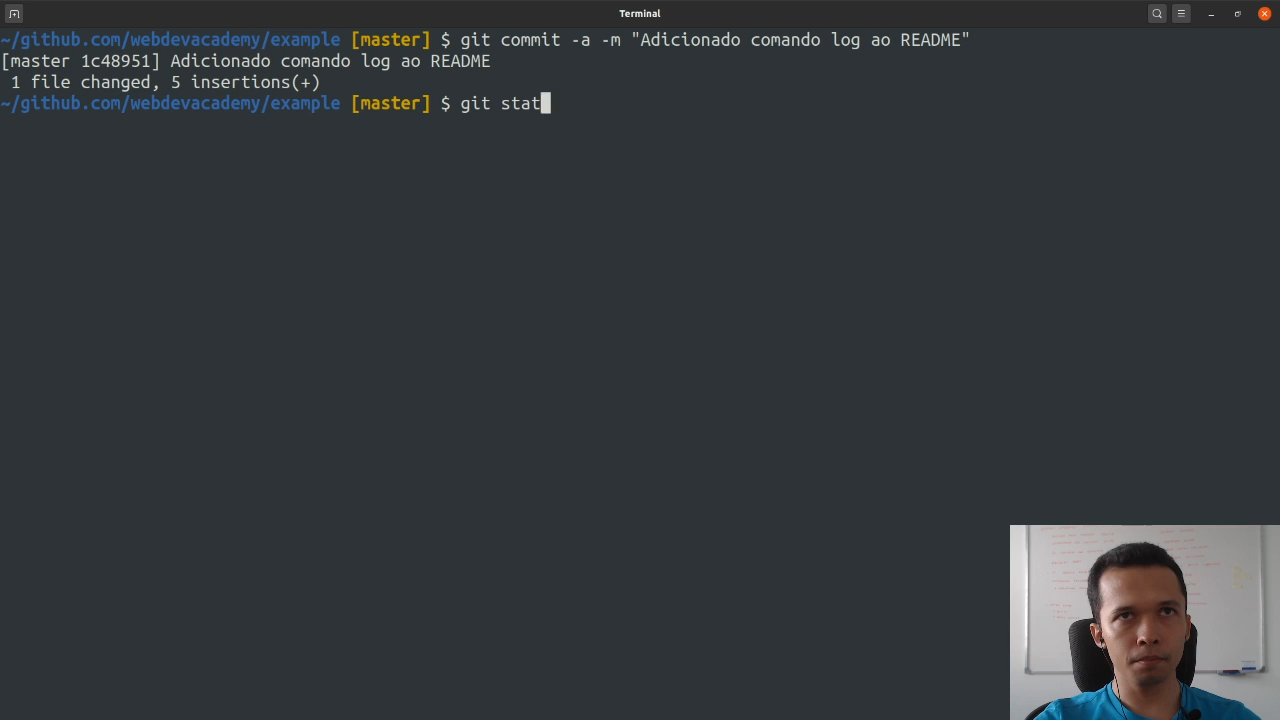 Terminal
~/github.com/webdevacademy/example [master] $ git commit -a -m "Adicionado comando log ao README"
[master 1c48951] Adicionado comando log ao README
 1 file changed, 5 insertions(+)
~/github.com/webdevacademy/example [master] $ git stat